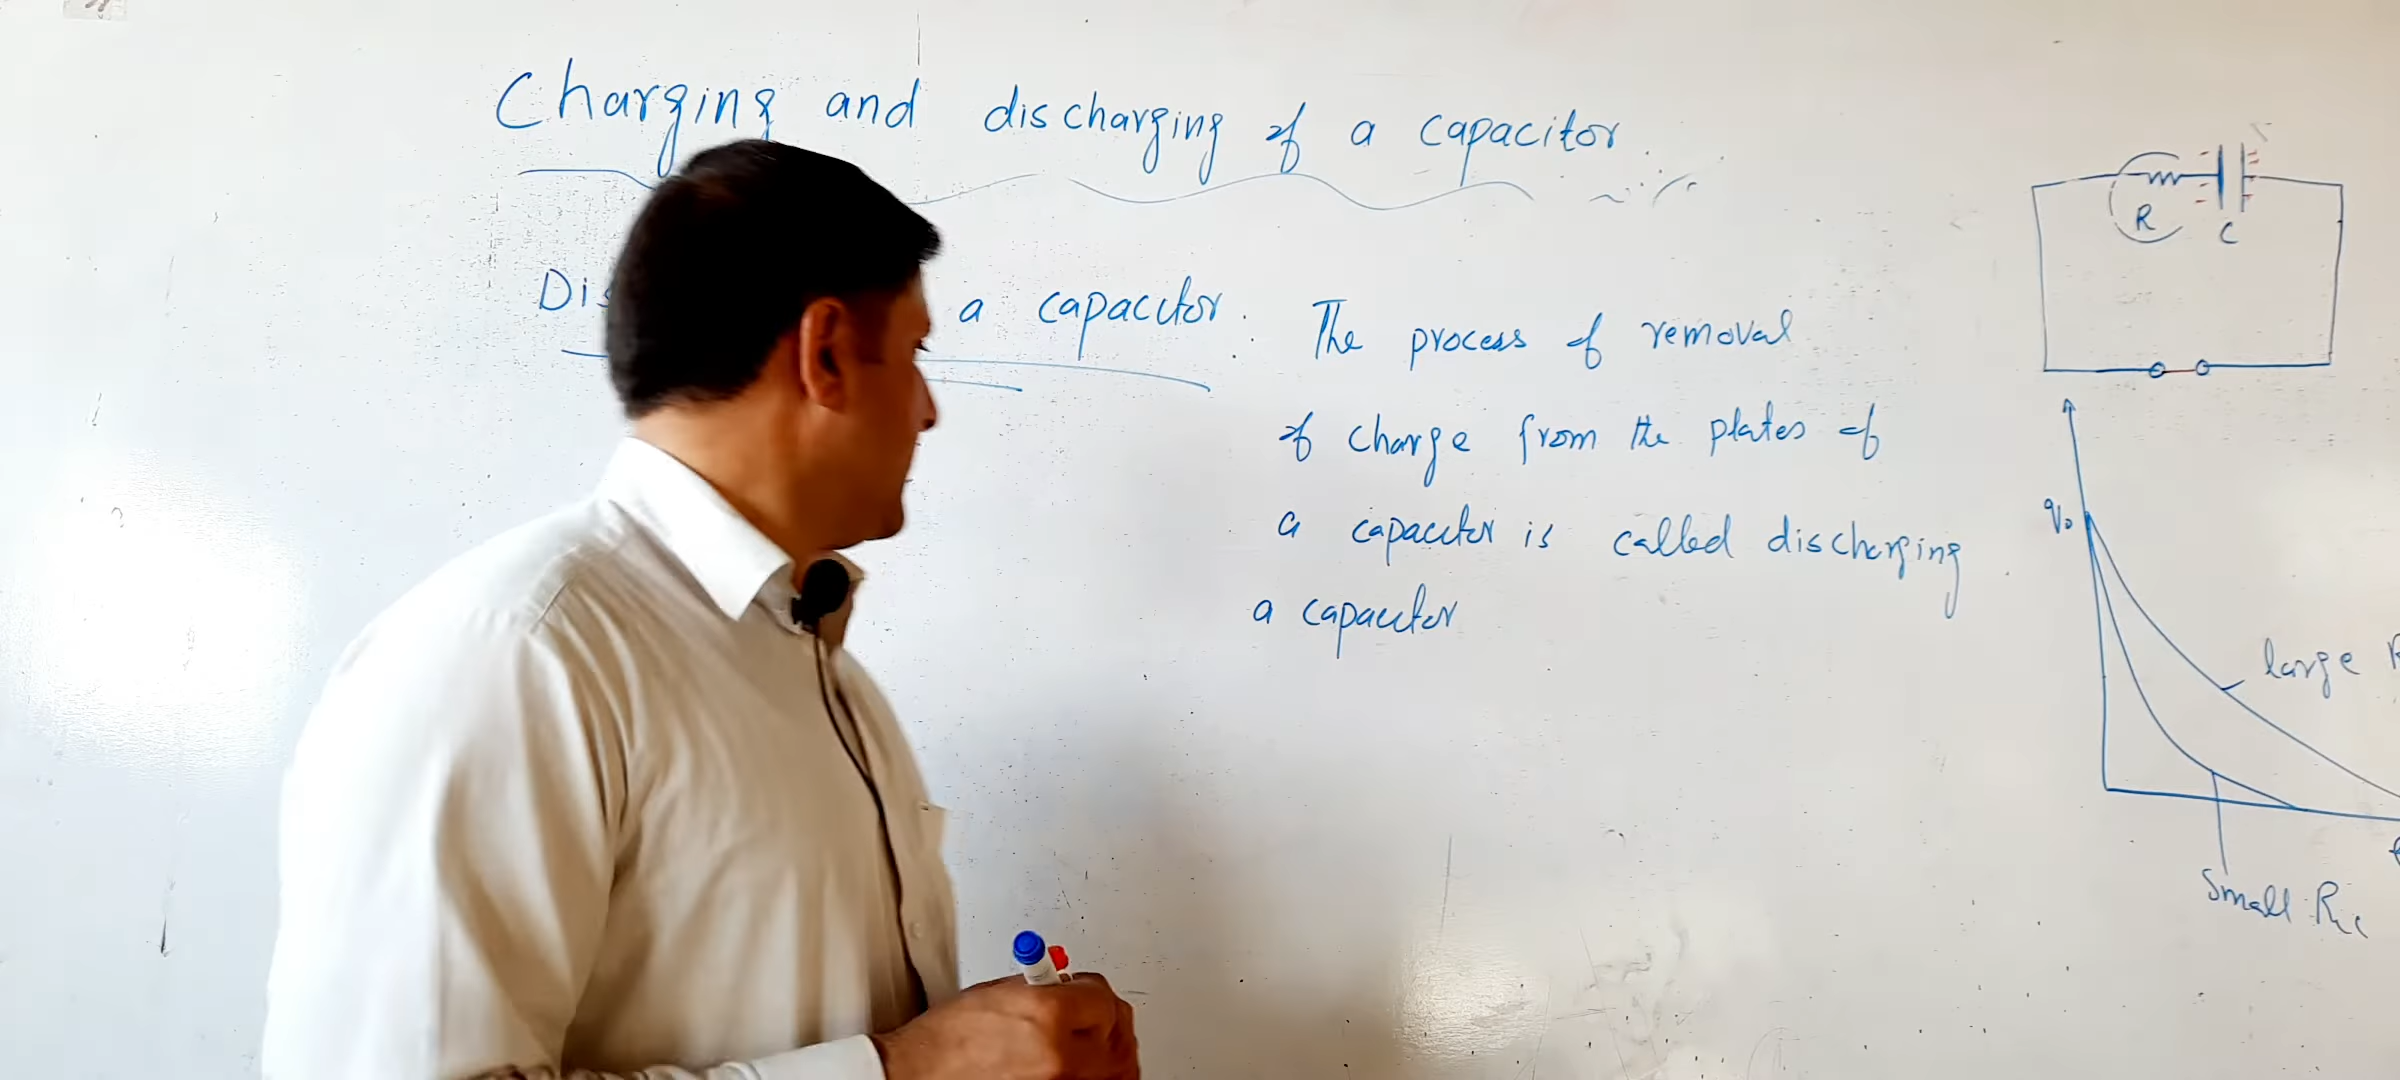 Charging and discharging of a capacitor.
Dis a capacitor.
The process of removal
of charge from the plates of
a capacitor is called discharging
a capacitor
R
C
q₀
large
Small RC